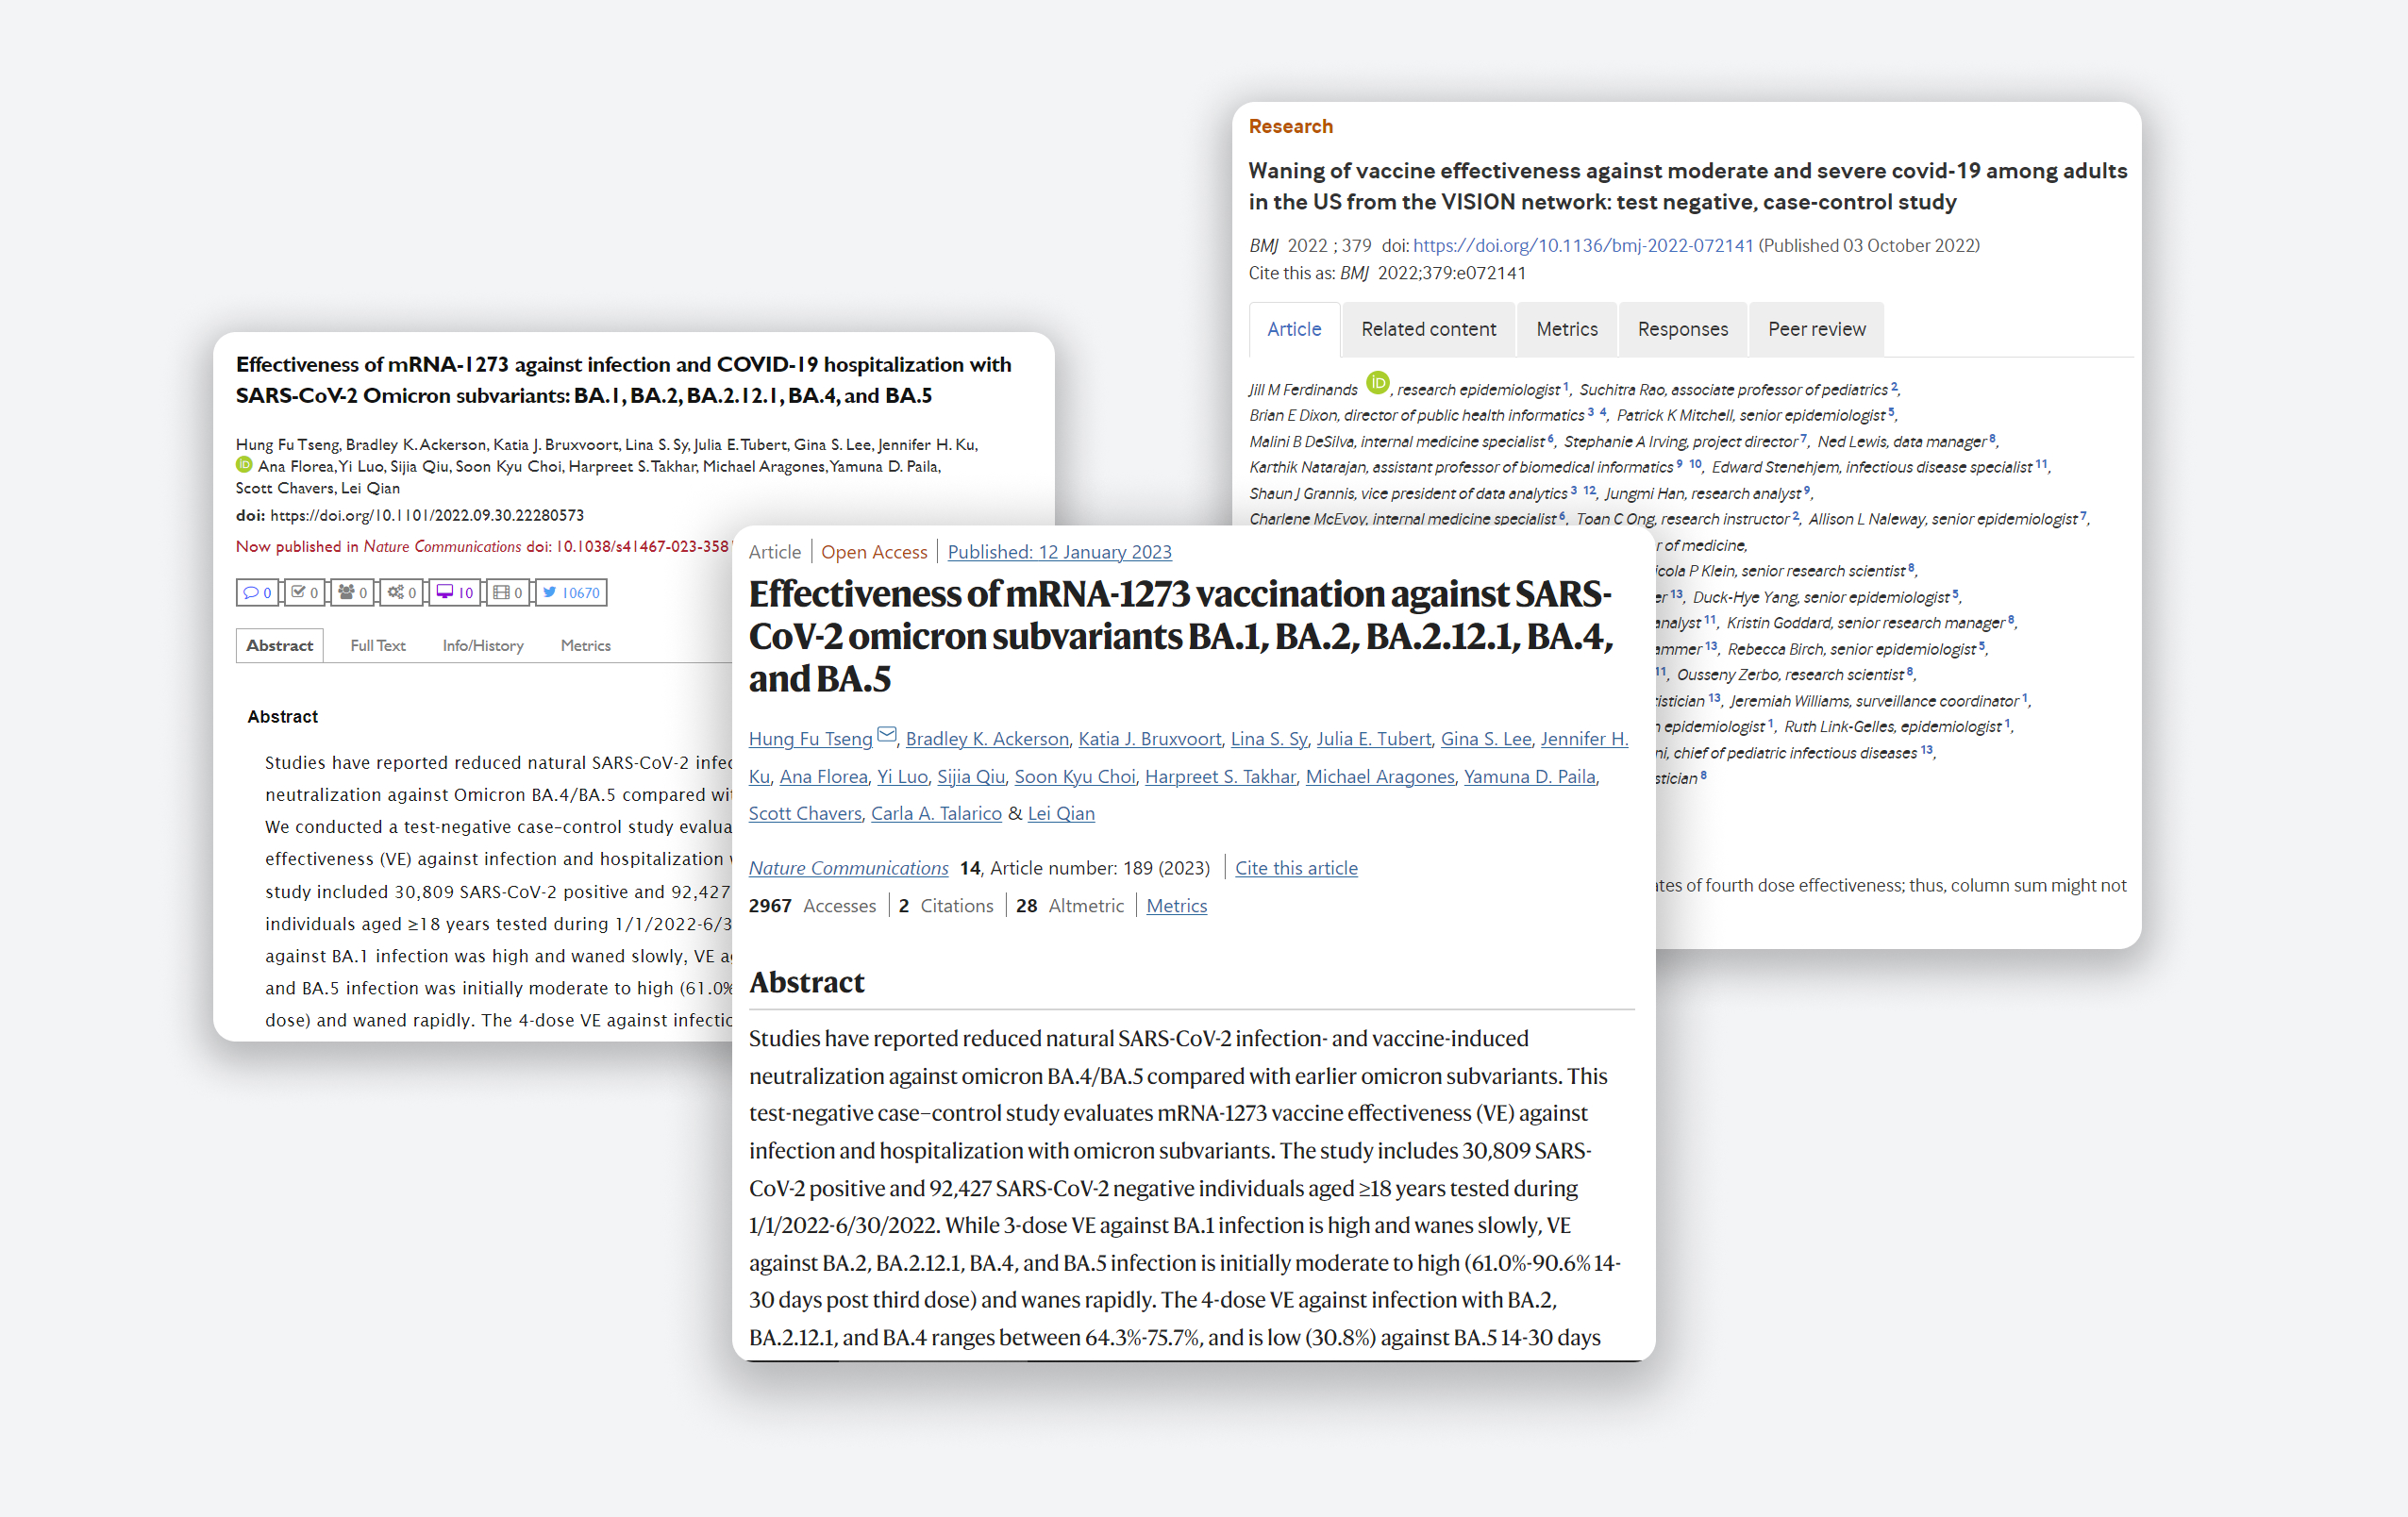 Effectiveness of mRNA-1273 against infection and COVID-19 hospitalization with
SARS-CoV-2 Omicron subvariants: BA.1, BA.2, BA.2.12.1, BA.4, and BA.5
Hung Fu Tseng, Bradley K. Ackerson, Katia J. Bruxvoort, Lina S. Sy, Julia E. Tubert, Gina S. Lee, Jennifer H. Ku,
iD Ana Florea, Yi Luo, Sijia Qiu, Soon Kyu Choi, Harpreet S. Takhar, Michael Aragones, Yamuna D. Paila,
Scott Chavers, Lei Qian
doi: https://doi.org/10.1101/2022.09.30.22280573
Now published in Nature Communications doi: 10.1038/s41467-023-358
0 0 0 0 10 0 10670
Abstract Full Text Info/History Metrics
Abstract
Studies have reported reduced natural SARS-CoV-2
neutralization against Omicron BA.4/BA.5 compared
We conducted a test-negative case–control study
effectiveness (VE) against infection and hospitalization
study included 30,809 SARS-CoV-2 positive and 92,427
individuals aged ≥18 years tested during 1/1/2022-6/3
against BA.1 infection was high and waned slowly, VE
and BA.5 infection was initially moderate to high (61.0%
dose) and waned rapidly. The 4-dose VE against
Research
Waning of vaccine effectiveness against moderate and severe covid-19 among adults
in the US from the VISION network: test negative, case-control study
BMJ 2022 ; 379 doi: https://doi.org/10.1136/bmj-2022-072141 (Published 03 October 2022)
Cite this as: BMJ 2022;379:e072141
Article Related content Metrics Responses Peer review
Jill M Ferdinands iD, research epidemiologist 1, Suchitra Rao, associate professor of pediatrics 2,
Brian E Dixon, director of public health informatics 3 4, Patrick K Mitchell, senior epidemiologist 5,
Malini B DeSilva, internal medicine specialist 6, Stephanie A Irving, project director 7, Ned Lewis, data manager 8,
Karthik Natarajan, assistant professor of biomedical informatics 9 10, Edward Stenehjem, infectious disease specialist 11,
Shaun J Grannis, vice president of data analytics 3 12, Jungmi Han, research analyst 9,
Charlene McEvoy, internal medicine specialist 6, Toan C Ong, research instructor 2, Allison L Naleway, senior epidemiologist 7,
of medicine,
icola P Klein, senior research scientist 8,
er 13, Duck-Hye Yang, senior epidemiologist 5,
analyst 11, Kristin Goddard, senior research manager 8,
ammer 13, Rebecca Birch, senior epidemiologist 5,
11, Ousseny Zerbo, research scientist 8,
tistician 13, Jeremiah Williams, surveillance coordinator 1,
epidemiologist 1, Ruth Link-Gelles, epidemiologist 1,
ni, chief of pediatric infectious diseases 13,
stician 8
tes of fourth dose effectiveness; thus, column sum might not
Article Open Access Published: 12 January 2023
Effectiveness of mRNA-1273 vaccination against SARS-
CoV-2 omicron subvariants BA.1, BA.2, BA.2.12.1, BA.4,
and BA.5
Hung Fu Tseng, Bradley K. Ackerson, Katia J. Bruxvoort, Lina S. Sy, Julia E. Tubert, Gina S. Lee, Jennifer H.
Ku, Ana Florea, Yi Luo, Sijia Qiu, Soon Kyu Choi, Harpreet S. Takhar, Michael Aragones, Yamuna D. Paila,
Scott Chavers, Carla A. Talarico & Lei Qian
Nature Communications 14, Article number: 189 (2023) Cite this article
2967 Accesses 2 Citations 28 Altmetric Metrics
Abstract
Studies have reported reduced natural SARS-CoV-2 infection- and vaccine-induced
neutralization against omicron BA.4/BA.5 compared with earlier omicron subvariants. This
test-negative case–control study evaluates mRNA-1273 vaccine effectiveness (VE) against
infection and hospitalization with omicron subvariants. The study includes 30,809 SARS-
CoV-2 positive and 92,427 SARS-CoV-2 negative individuals aged ≥18 years tested during
1/1/2022-6/30/2022. While 3-dose VE against BA.1 infection is high and wanes slowly, VE
against BA.2, BA.2.12.1, BA.4, and BA.5 infection is initially moderate to high (61.0%-90.6% 14-
30 days post third dose) and wanes rapidly. The 4-dose VE against infection with BA.2,
BA.2.12.1, and BA.4 ranges between 64.3%-75.7%, and is low (30.8%) against BA.5 14-30 days